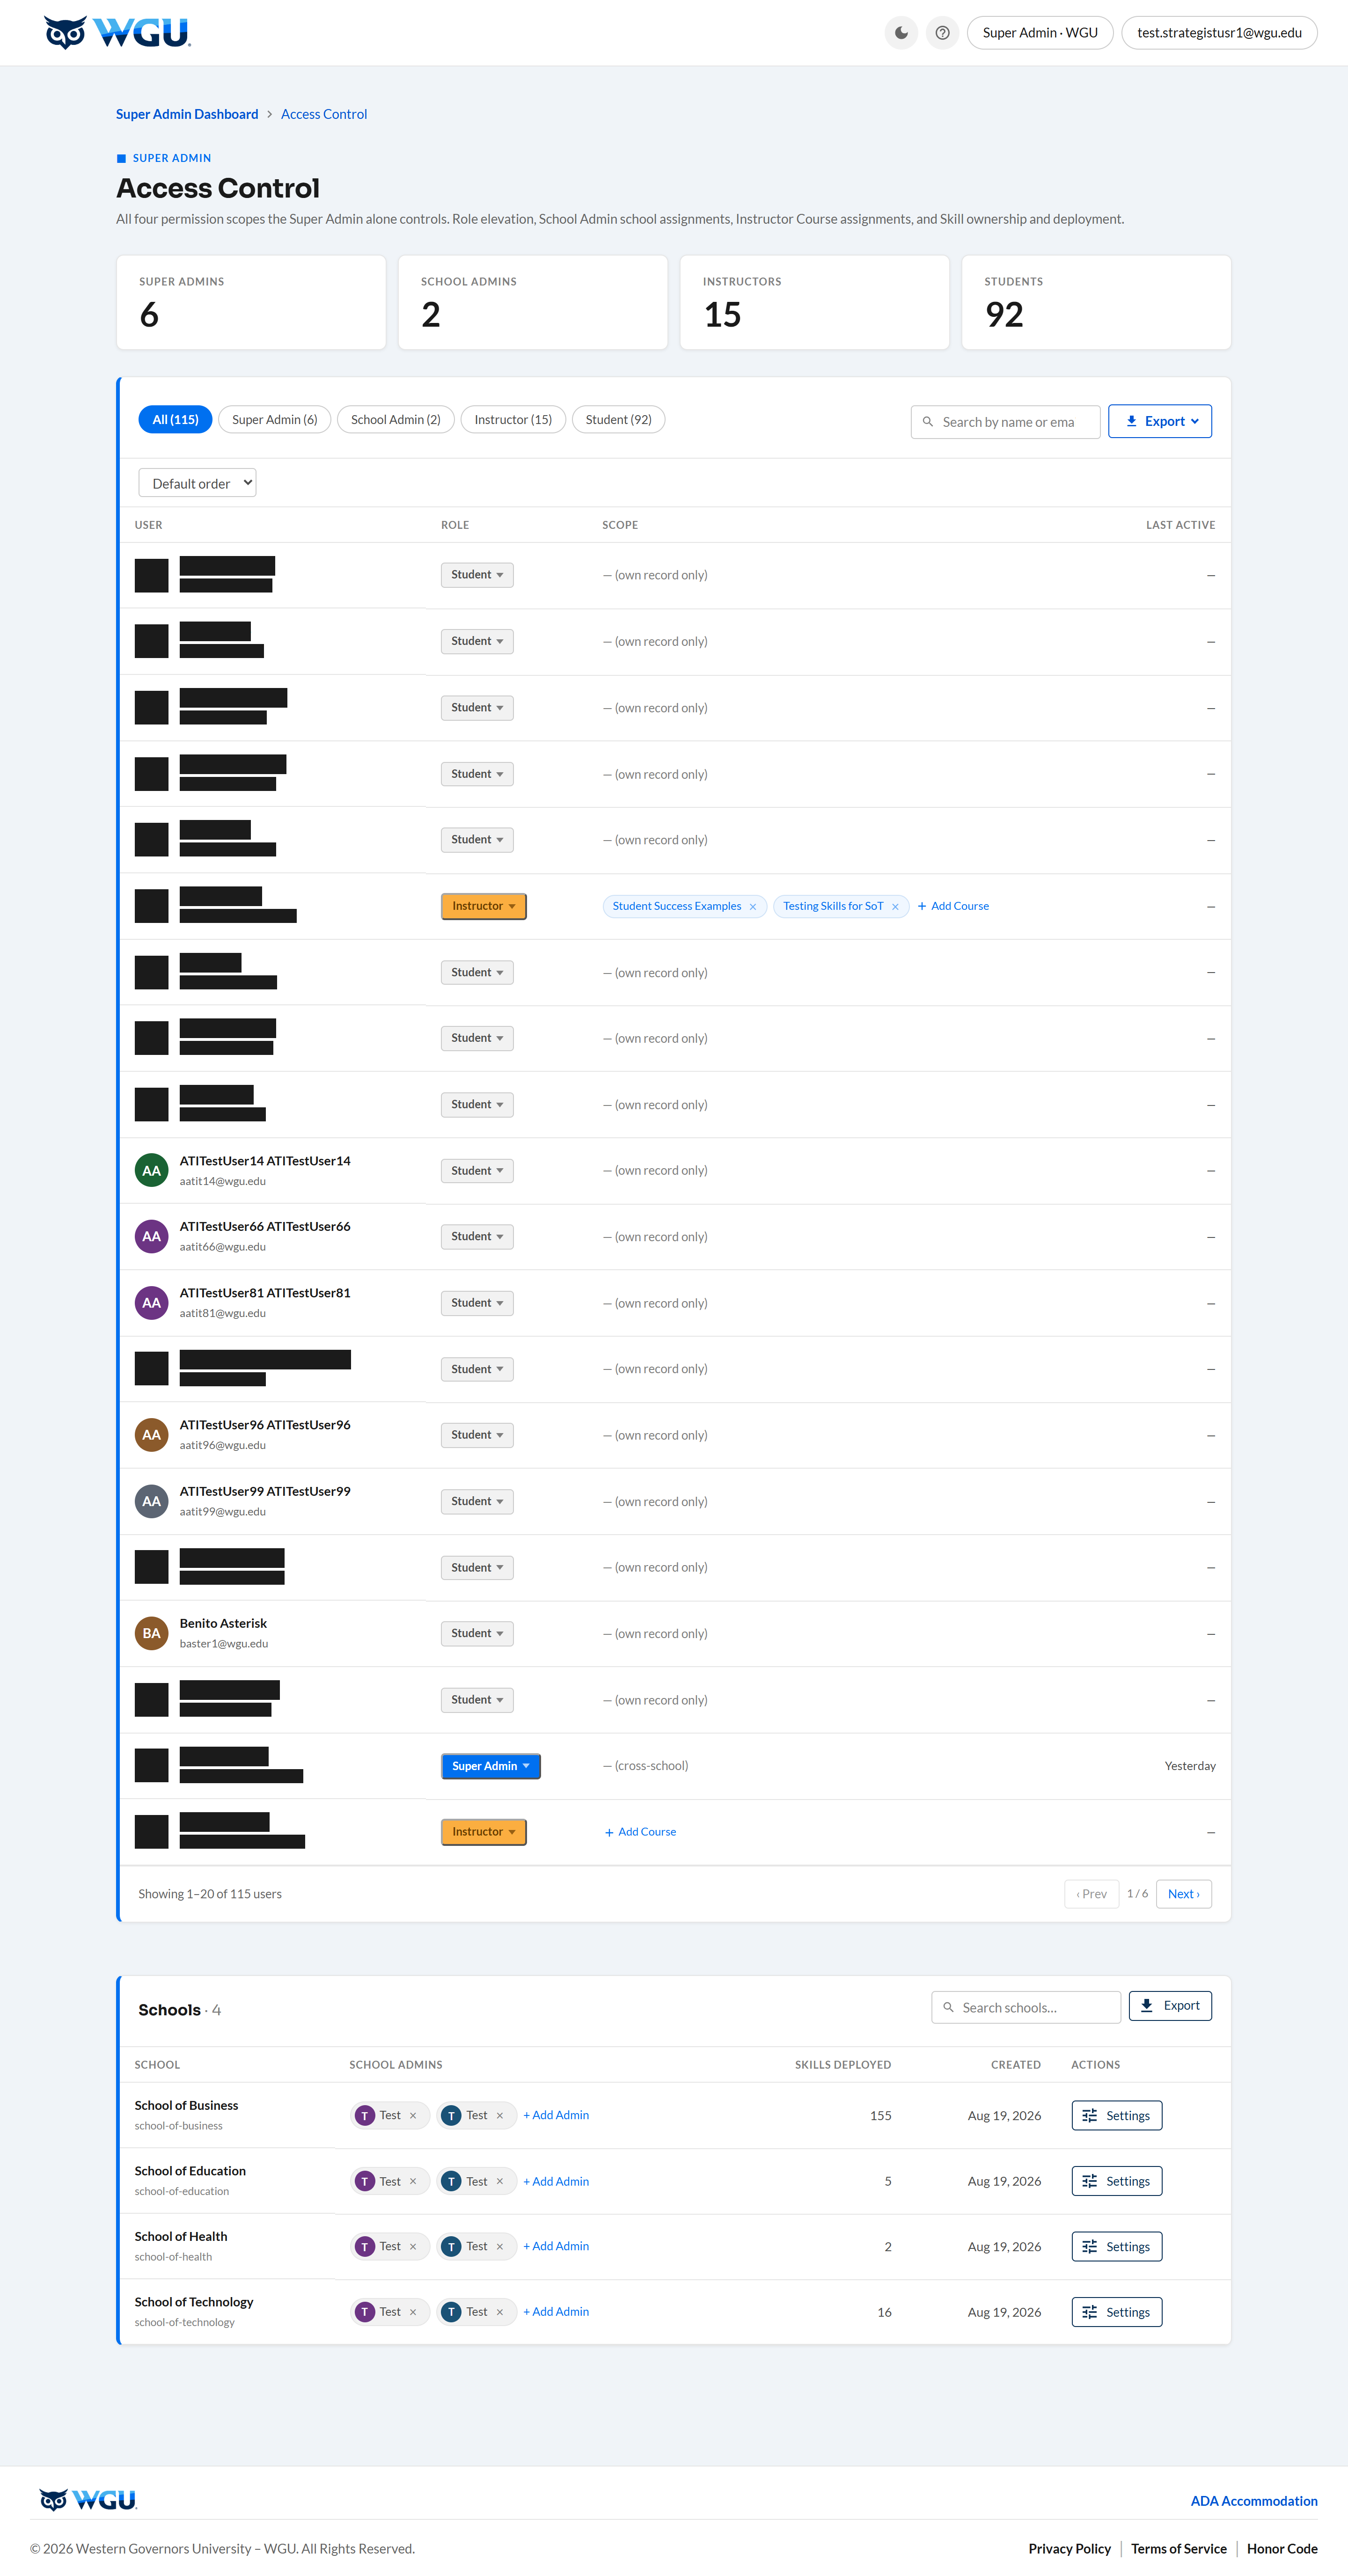 WGU
Super Admin · WGU
test.strategistusr1@wgu.edu
Super Admin Dashboard > Access Control
SUPER ADMIN
Access Control
All four permission scopes the Super Admin alone controls. Role elevation, School Admin school assignments, Instructor Course assignments, and Skill ownership and deployment.
SUPER ADMINS
6
SCHOOL ADMINS
2
INSTRUCTORS
15
STUDENTS
92
All (115) Super Admin (6) School Admin (2) Instructor (15) Student (92) Search by name or ema Export
Default order
USER ROLE SCOPE LAST ACTIVE
Student — (own record only) —
Student — (own record only) —
Student — (own record only) —
Student — (own record only) —
Student — (own record only) —
Instructor Student Success Examples × Testing Skills for SoT × + Add Course —
Student — (own record only) —
Student — (own record only) —
Student — (own record only) —
AA ATITestUser14 ATITestUser14
aatit14@wgu.edu
Student — (own record only) —
AA ATITestUser66 ATITestUser66
aatit66@wgu.edu
Student — (own record only) —
AA ATITestUser81 ATITestUser81
aatit81@wgu.edu
Student — (own record only) —
Student — (own record only) —
AA ATITestUser96 ATITestUser96
aatit96@wgu.edu
Student — (own record only) —
AA ATITestUser99 ATITestUser99
aatit99@wgu.edu
Student — (own record only) —
Student — (own record only) —
BA Benito Asterisk
baster1@wgu.edu
Student — (own record only) —
Student — (own record only) —
Super Admin — (cross-school) Yesterday
Instructor + Add Course —
Showing 1–20 of 115 users ‹ Prev 1 / 6 Next ›
Schools · 4 Search schools... Export
SCHOOL SCHOOL ADMINS SKILLS DEPLOYED CREATED ACTIONS
School of Business
school-of-business
T Test × T Test × + Add Admin 155 Aug 19, 2026 Settings
School of Education
school-of-education
T Test × T Test × + Add Admin 5 Aug 19, 2026 Settings
School of Health
school-of-health
T Test × T Test × + Add Admin 2 Aug 19, 2026 Settings
School of Technology
school-of-technology
T Test × T Test × + Add Admin 16 Aug 19, 2026 Settings
WGU
ADA Accommodation
© 2026 Western Governors University – WGU. All Rights Reserved.
Privacy Policy | Terms of Service | Honor Code